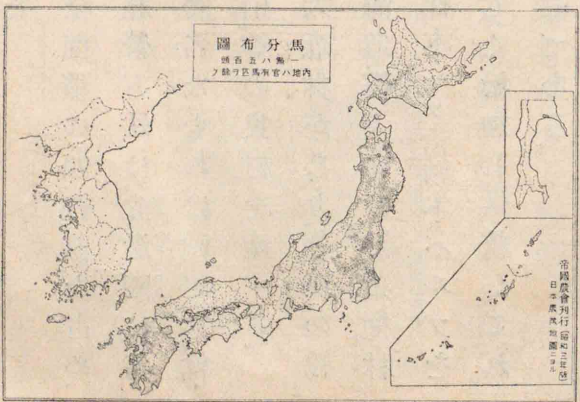 圖布分馬
一點ハ五百頭
內地ハ官有馬匹ヲ除ク
帝國農會刊行(昭和三年版)
日本農業地圖ニヨル